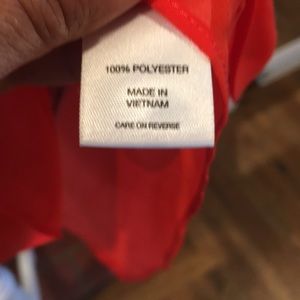 100% POLYESTER
MADE IN
VIETNAM
CARE ON REVERSE